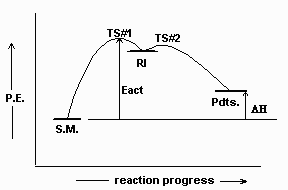 TS#1
TS#2
RI
P.E.
Eact
Pdts.
ΔH
S.M.
reaction progress